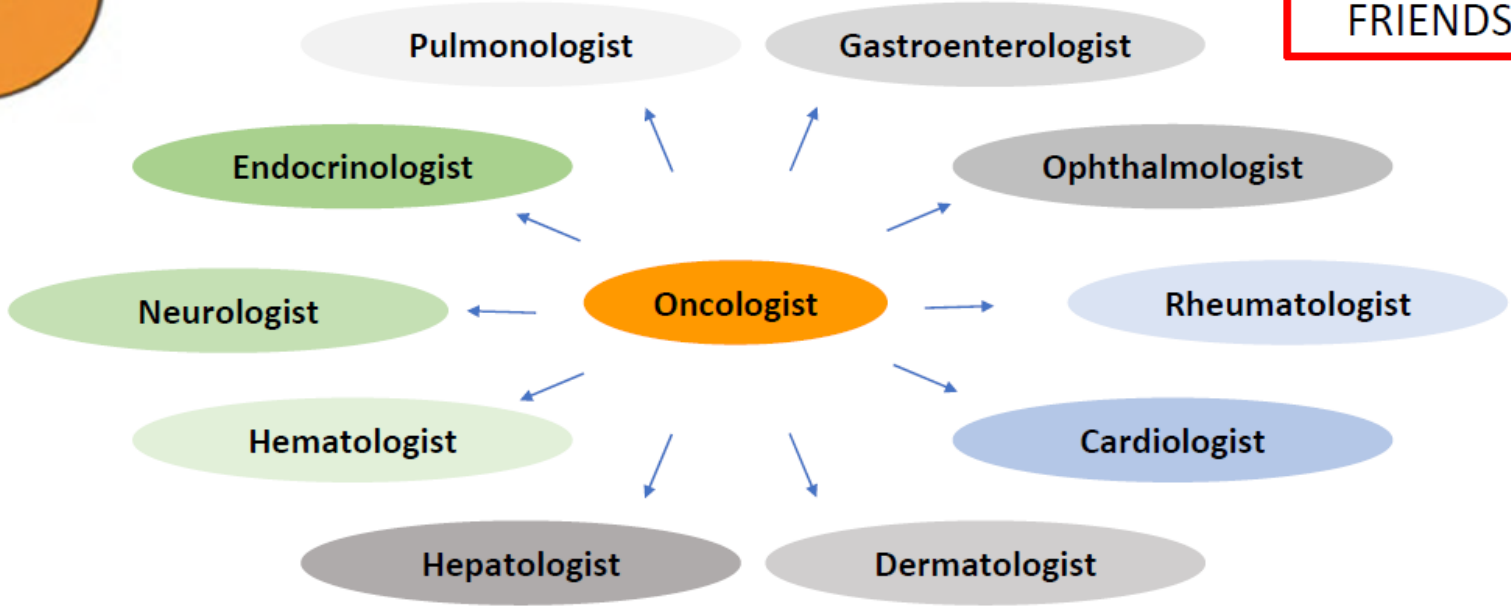 FRIENDS
Pulmonologist
Gastroenterologist
Endocrinologist
Ophthalmologist
Neurologist
Oncologist
Rheumatologist
Hematologist
Cardiologist
Hepatologist
Dermatologist